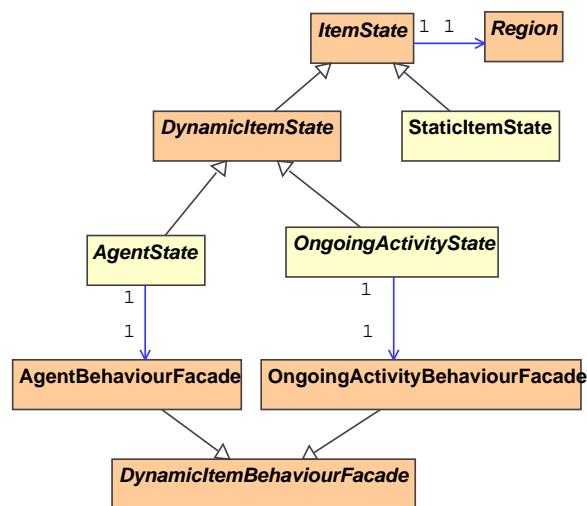 ItemState
1 1
Region
DynamicItemState
StaticItemState
AgentState
OngoingActivityState
1
1
1
1
AgentBehaviourFacade
OngoingActivityBehaviourFacade
DynamicItemBehaviourFacade